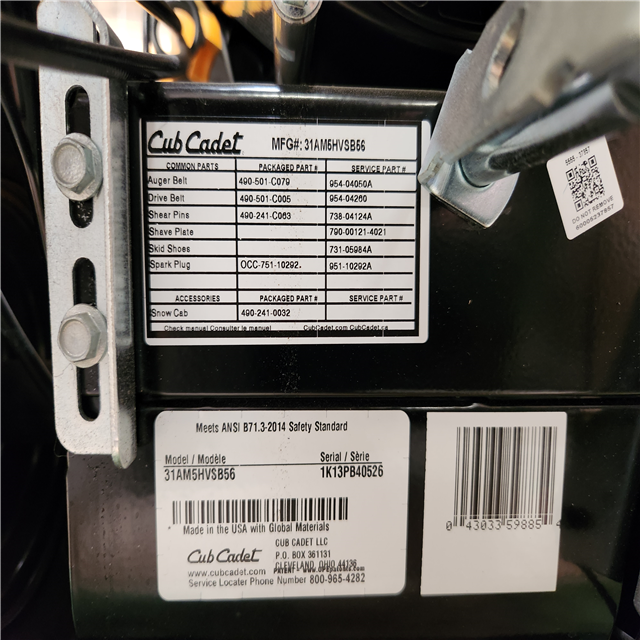 Cub Cadet MFG#: 31AM5HVSB56
COMMON PARTS PACKAGED PART # SERVICE PART #
Auger Belt 490-501-C079 954-04050A
Drive Belt 490-501-C005 954-04260
Shear Pins 490-241-C063 738-04124A
Shave Plate 790-00121-4021
Skid Shoes 731-05984A
Spark Plug OCC-751-10292. 951-10292A
ACCESSORIES PACKAGED PART # SERVICE PART #
Snow Cab 490-241-0032
Check manual Consulter le manuel CubCadet.com CubCadet.ca
DO NOT REMOVE
Meets ANSI B71.3-2014 Safety Standard
Model / Modèle Serial / Série
31AM5HVSB56 1K13PB40526
Made in the USA with Global Materials
Cub Cadet CUB CADET LLC
P.O. BOX 361131
CLEVELAND, OHIO 44136
www.cubcadet.com PATENT
Service Locater Phone Number 800-965-4282
0 43033 59885 4